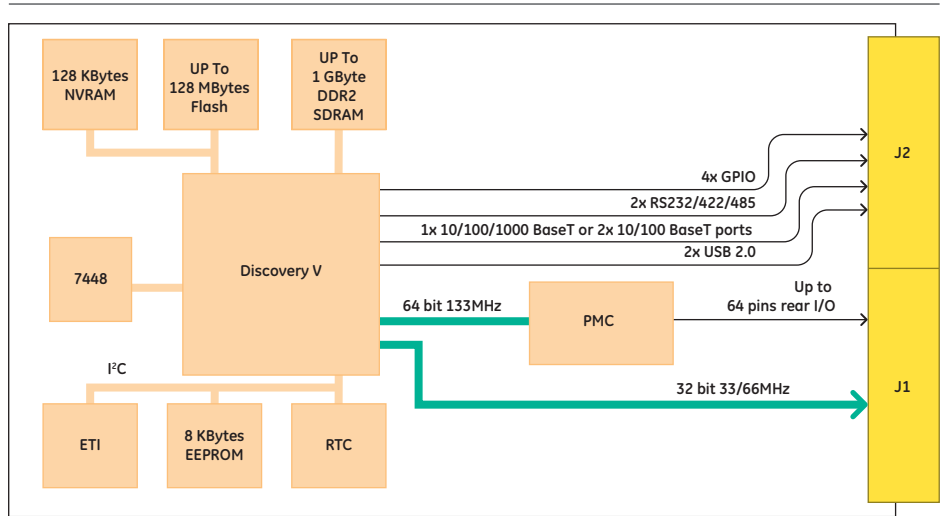 128 KBytes
NVRAM
UP To
128 MBytes
Flash
UP To
1 GByte
DDR2
SDRAM
J2
4x GPIO
2x RS232/422/485
1x 10/100/1000 BaseT or 2x 10/100 BaseT ports
2x USB 2.0
7448
Discovery V
64 bit 133MHz
PMC
Up to
64 pins rear I/O
I²C
32 bit 33/66MHz
J1
ETI
8 KBytes
EEPROM
RTC